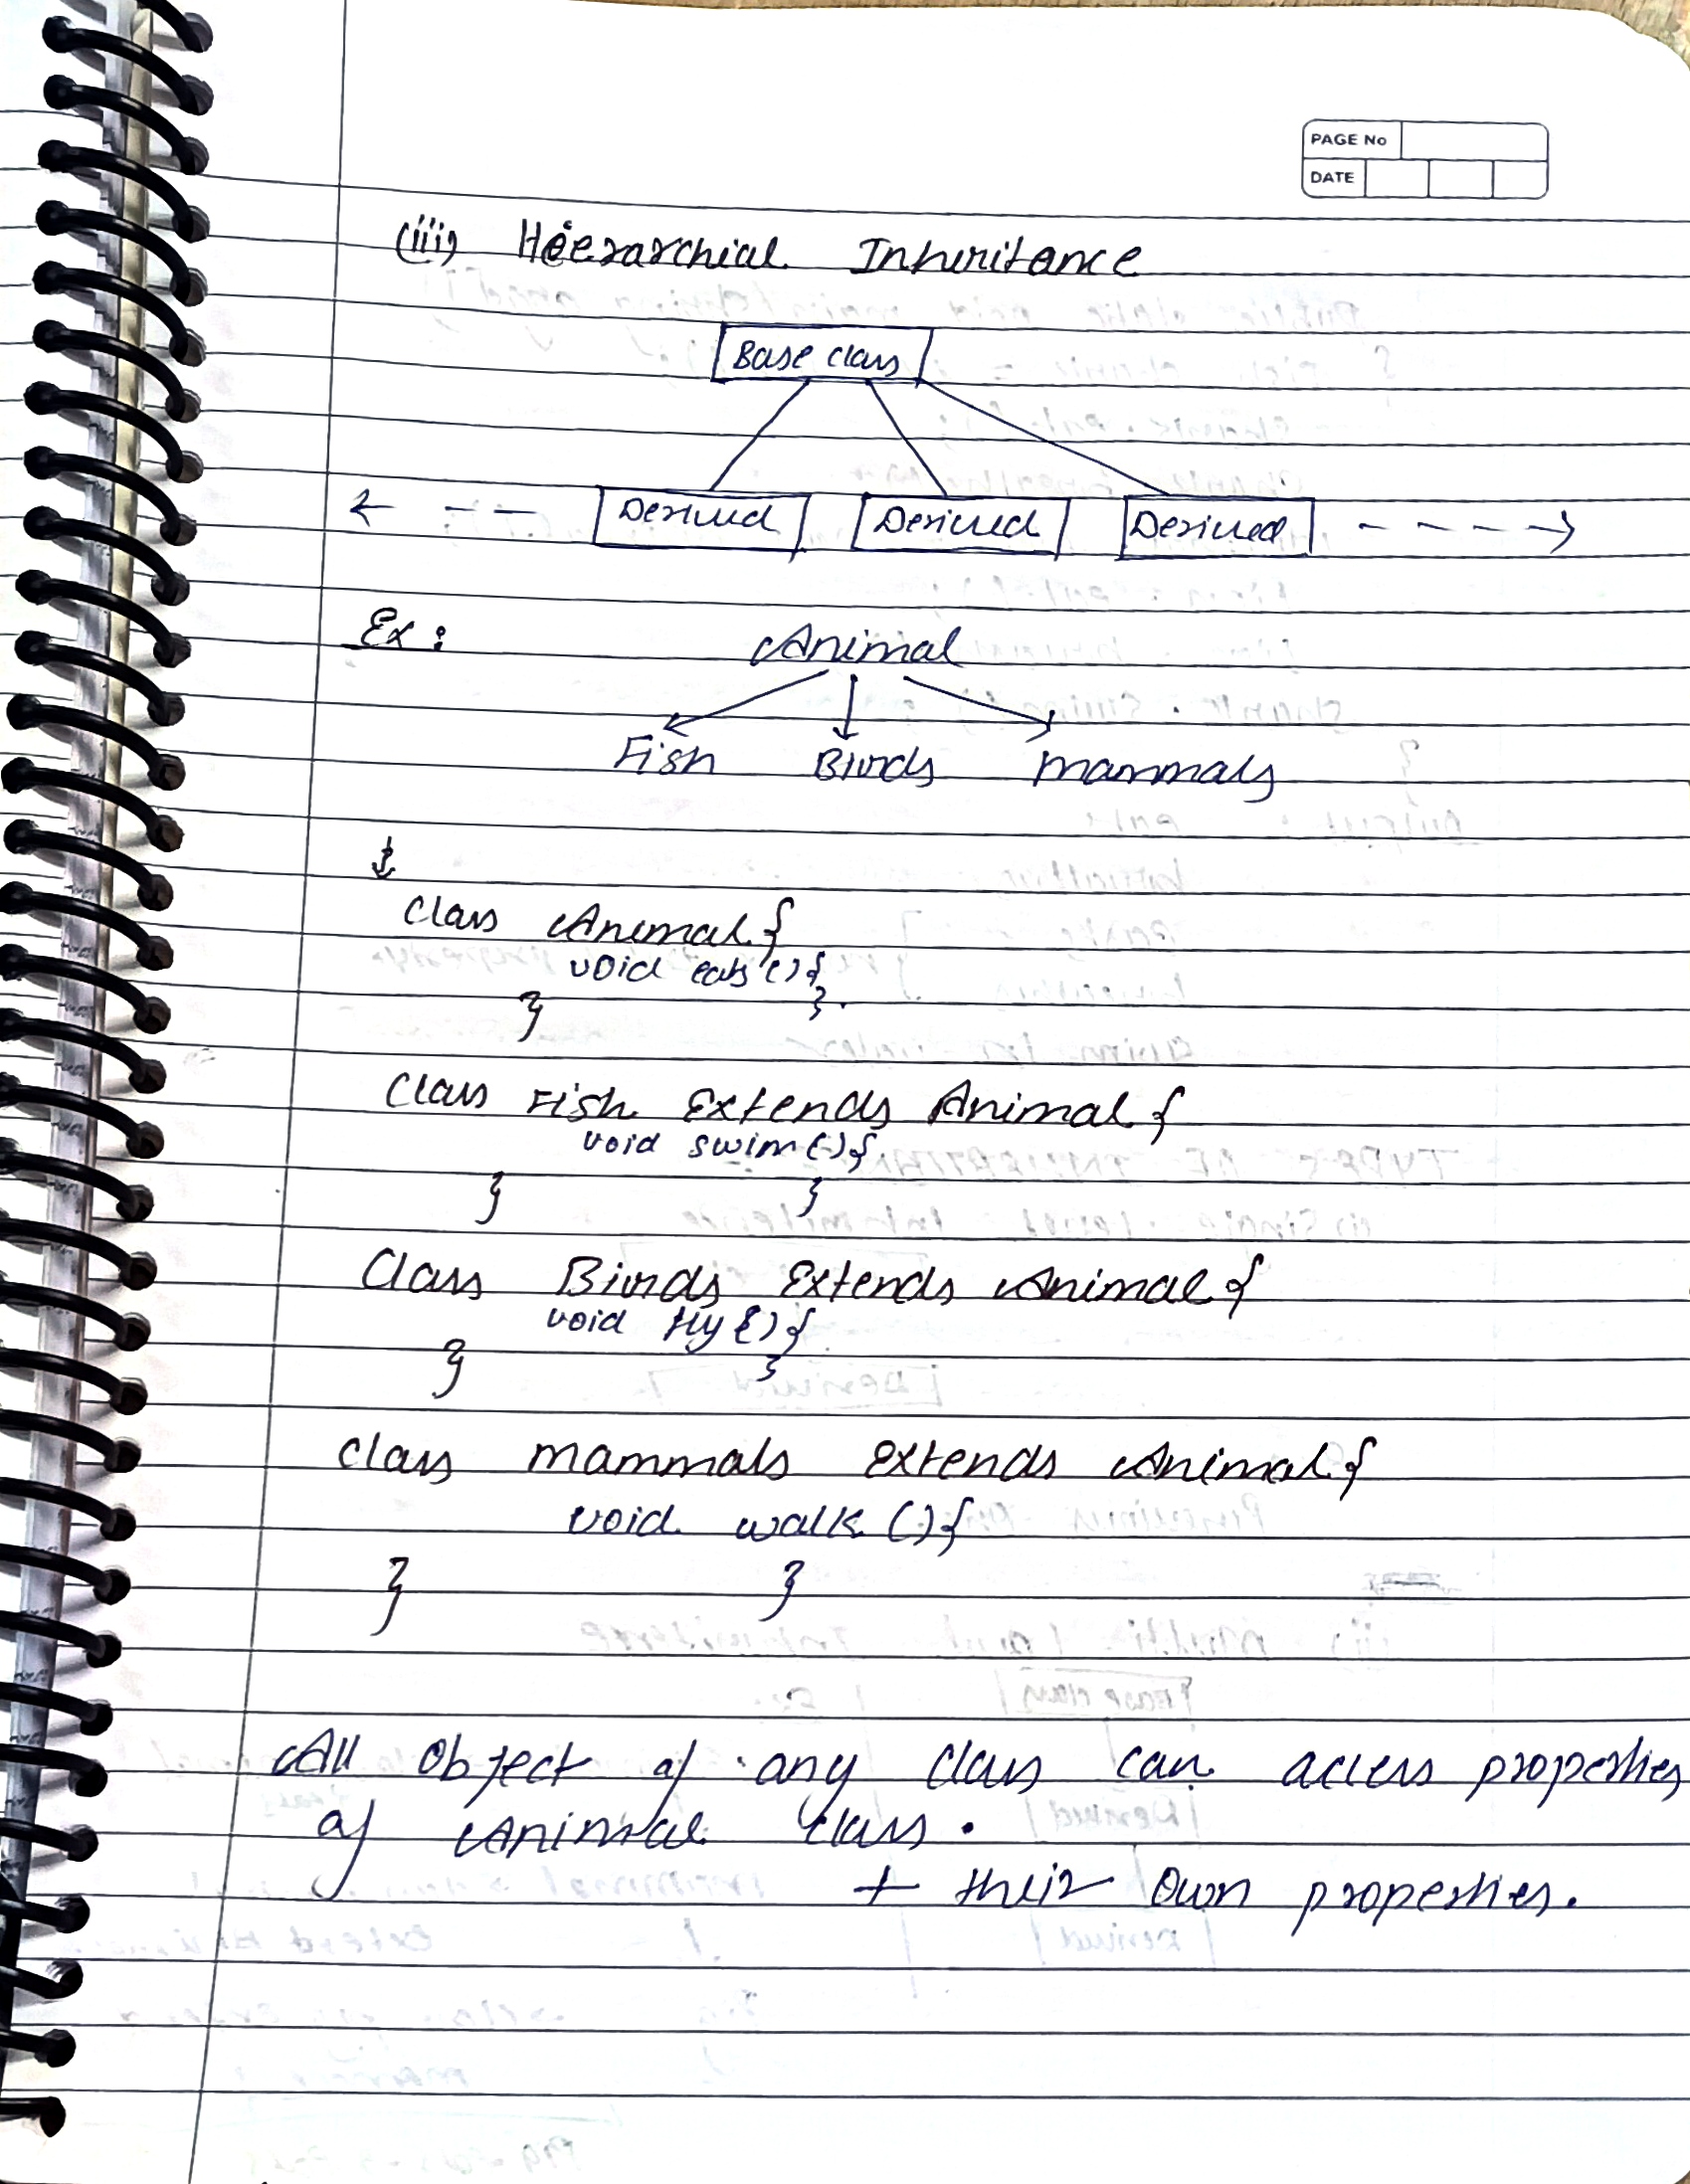 PAGE No
DATE
(iii) Hierarchial Inheritance
Base class
Derived Derived Derived
Ex:
Animal
Fish Birds mammals
Class Animal {
void eats () {
} }
Class Fish Extends Animal {
void swim () {
} }
Class Birds Extends Animal {
void fly () {
} }
Class mammals extends Animal {
void walk () {
} }
All Object of any class can access properties
of Animal class.
+ their own properties.